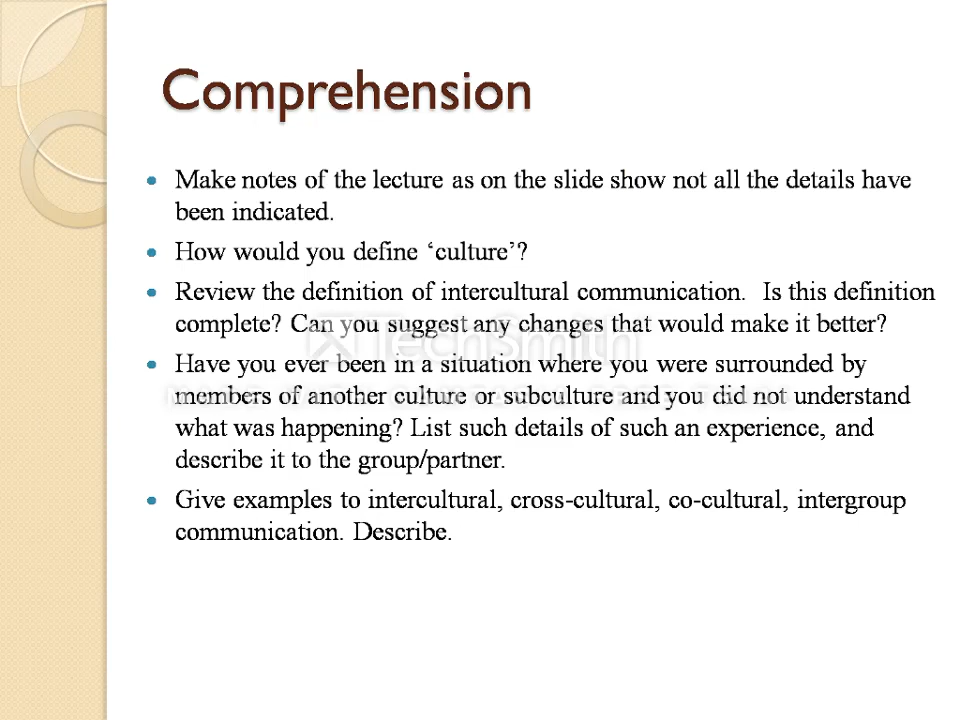 Comprehension
Make notes of the lecture as on the slide show not all the details have
been indicated.
How would you define ‘culture’?
Review the definition of intercultural communication.  Is this definition
complete? Can you suggest any changes that would make it better?
Have you ever been in a situation where you were surrounded by
members of another culture or subculture and you did not understand
what was happening? List such details of such an experience, and
describe it to the group/partner.
Give examples to intercultural, cross-cultural, co-cultural, intergroup
communication. Describe.
TechSmith